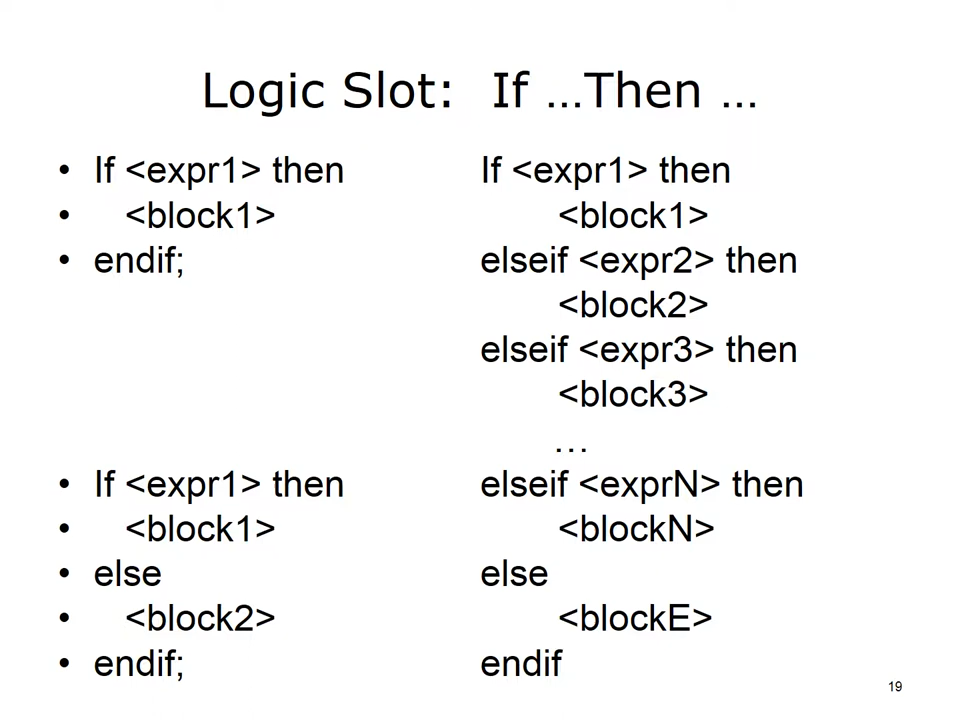 Logic Slot:  If …Then …
• If <expr1> then
•    <block1>
• endif;
• If <expr1> then
•    <block1>
• else
•    <block2>
• endif;
If <expr1> then
<block1>
elseif <expr2> then
<block2>
elseif <expr3> then
<block3>
…
elseif <exprN> then
<blockN>
else
<blockE>
endif
19